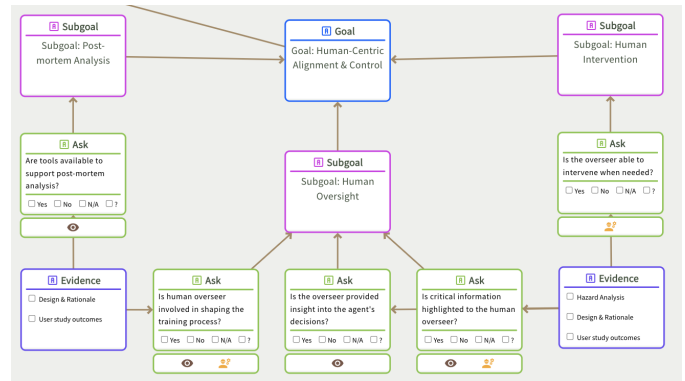 Subgoal
Subgoal: Post-
mortem Analysis
Goal
Goal: Human-Centric
Alignment & Control
Subgoal
Subgoal: Human
Intervention
Ask
Are tools available to
support post-mortem
analysis?
Yes No N/A ?
Subgoal
Subgoal: Human
Oversight
Ask
Is the overseer able to
intervene when needed?
Yes No N/A ?
Evidence
Design & Rationale
User study outcomes
Ask
Is human overseer
involved in shaping the
training process?
Yes No N/A ?
Ask
Is the overseer provided
insight into the agent's
decisions?
Yes No N/A ?
Ask
Is critical information
highlighted to the human
overseer?
Yes No N/A ?
Evidence
Hazard Analysis
Design & Rationale
User study outcomes